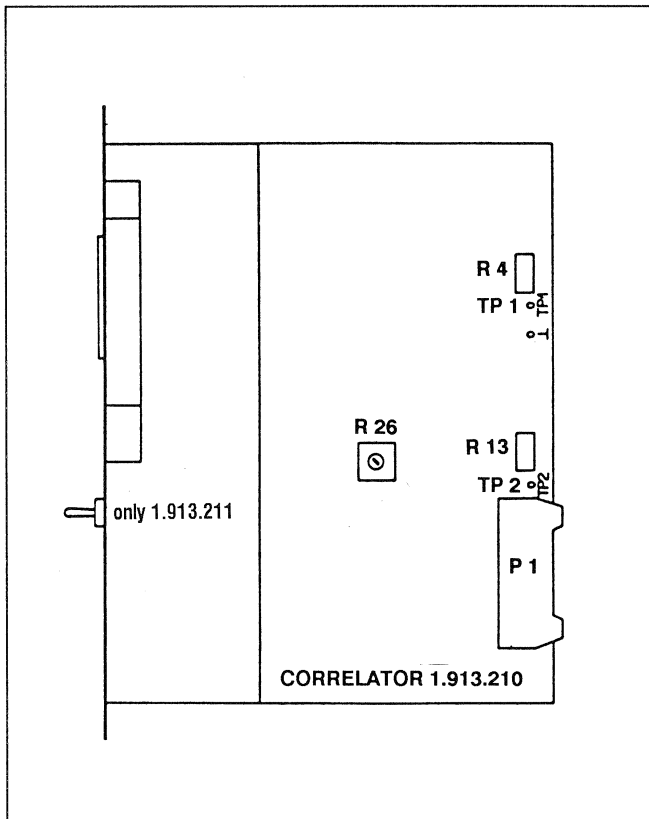 R 4
TP 1
TP1
R 26
R 13
TP 2
TP2
only 1.913.211
P 1
CORRELATOR 1.913.210